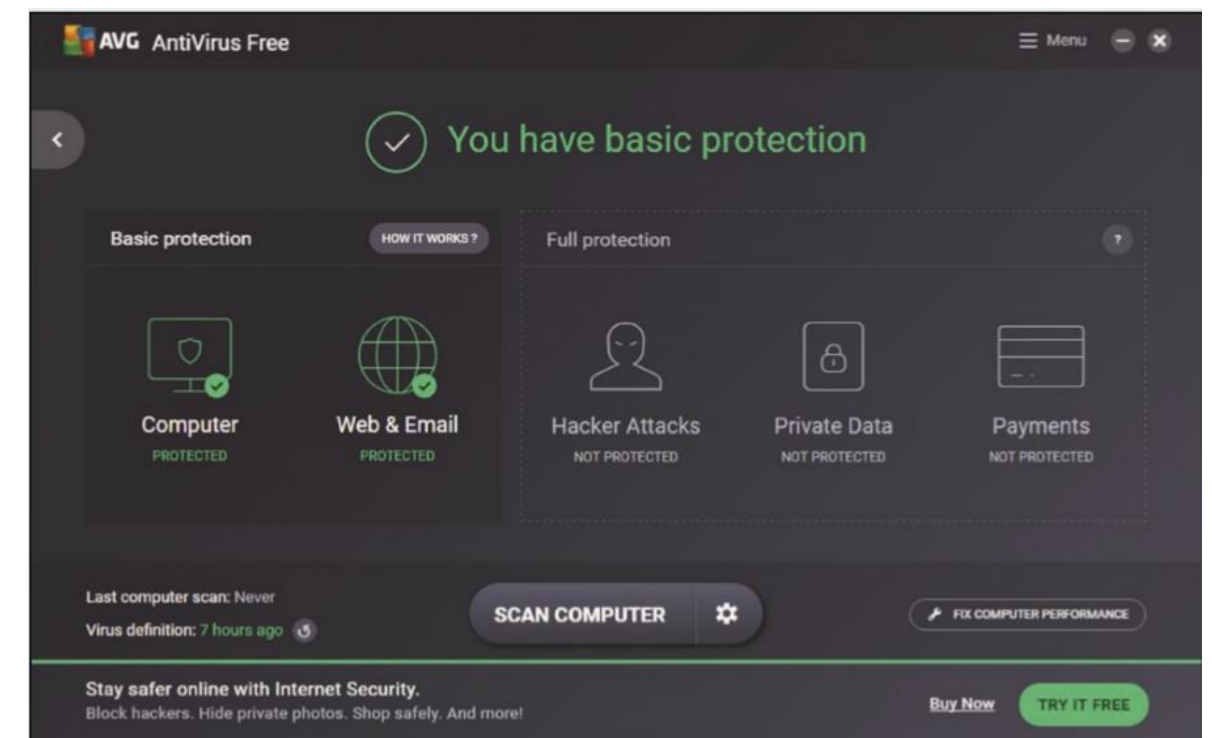 AVG AntiVirus Free
Menu
You have basic protection
Basic protection
HOW IT WORKS ?
Full protection
?
Computer
PROTECTED
Web & Email
PROTECTED
Hacker Attacks
NOT PROTECTED
Private Data
NOT PROTECTED
Payments
NOT PROTECTED
Last computer scan: Never
Virus definition: 7 hours ago
SCAN COMPUTER
FIX COMPUTER PERFORMANCE
Stay safer online with Internet Security.
Block hackers. Hide private photos. Shop safely. And more!
Buy Now
TRY IT FREE